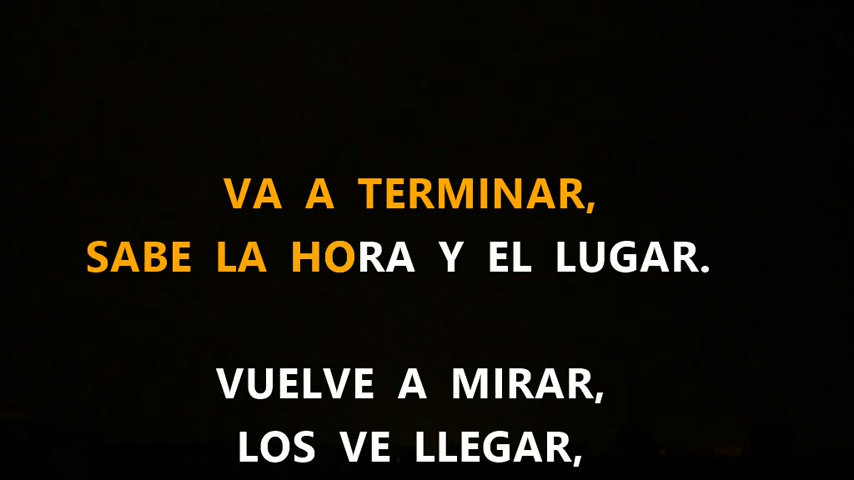 VA A TERMINAR,
SABE LA HORA Y EL LUGAR.
VUELVE A MIRAR,
LOS VE LLEGAR,